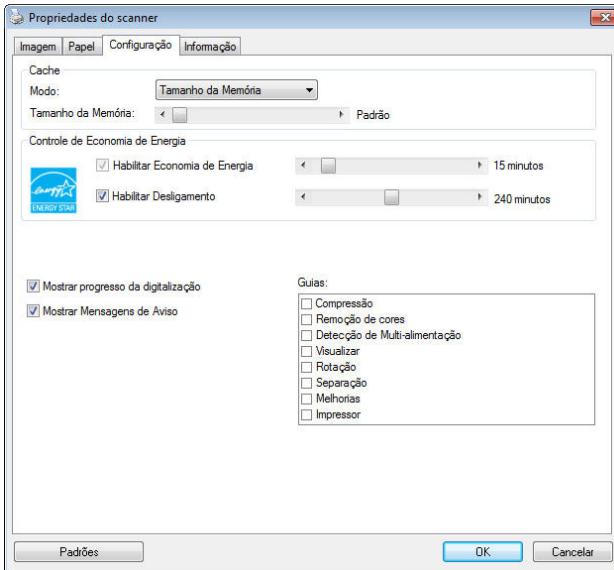 Propriedades do scanner
Imagem Papel Configuração Informação
Cache
Modo: Tamanho da Memória
Tamanho da Memória: Padrão
Controle de Economia de Energia
Habilitar Economia de Energia 15 minutos
energy
ENERGY STAR
Habilitar Desligamento 240 minutos
Mostrar progresso da digitalização
Mostrar Mensagens de Aviso
Guias:
Compressão
Remoção de cores
Detecção de Multi-alimentação
Visualizar
Rotação
Separação
Melhorias
Impressor
Padrões OK Cancelar